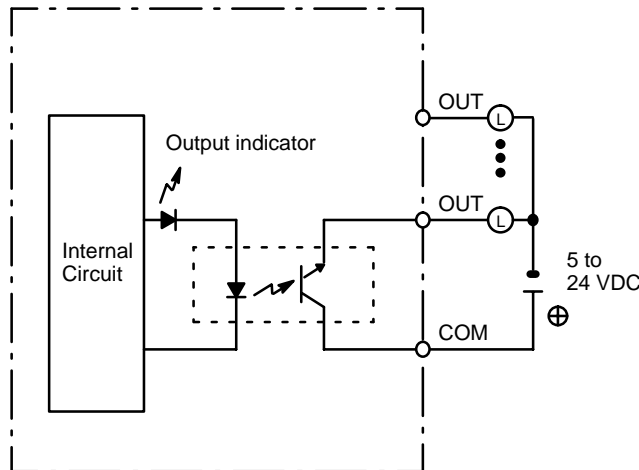 OUT
L
Output indicator
OUT
L
Internal
Circuit
5 to
24 VDC
COM